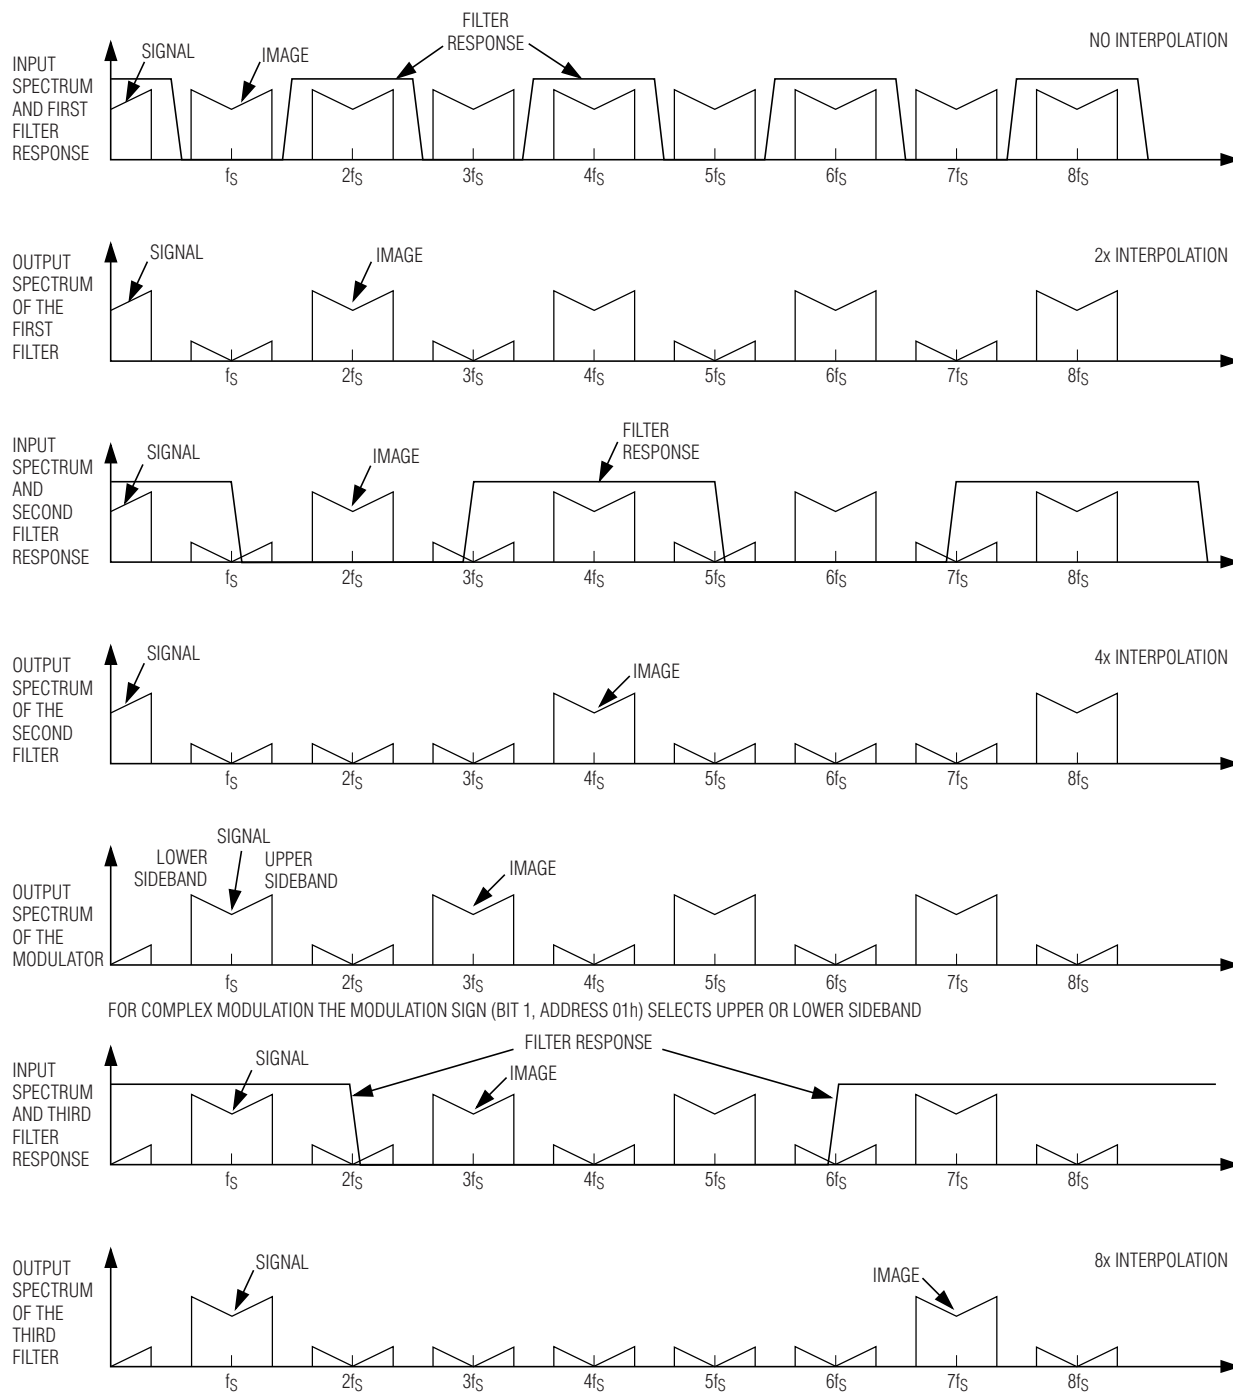 FILTER
RESPONSE
NO INTERPOLATION
SIGNAL
IMAGE
INPUT
SPECTRUM
AND FIRST
FILTER
RESPONSE
fS 2fS 3fS 4fS 5fS 6fS 7fS 8fS
SIGNAL
IMAGE
2x INTERPOLATION
OUTPUT
SPECTRUM
OF THE
FIRST
FILTER
fS 2fS 3fS 4fS 5fS 6fS 7fS 8fS
INPUT
SPECTRUM
AND
SECOND
FILTER
RESPONSE
SIGNAL
IMAGE
FILTER
RESPONSE
fS 2fS 3fS 4fS 5fS 6fS 7fS 8fS
OUTPUT
SPECTRUM
OF THE
SECOND
FILTER
SIGNAL
IMAGE
4x INTERPOLATION
fS 2fS 3fS 4fS 5fS 6fS 7fS 8fS
SIGNAL
LOWER
SIDEBAND
UPPER
SIDEBAND
IMAGE
OUTPUT
SPECTRUM
OF THE
MODULATOR
fS 2fS 3fS 4fS 5fS 6fS 7fS 8fS
FOR COMPLEX MODULATION THE MODULATION SIGN (BIT 1, ADDRESS 01h) SELECTS UPPER OR LOWER SIDEBAND
INPUT
SPECTRUM
AND THIRD
FILTER
RESPONSE
SIGNAL
FILTER RESPONSE
IMAGE
fS 2fS 3fS 4fS 5fS 6fS 7fS 8fS
OUTPUT
SPECTRUM
OF THE
THIRD
FILTER
SIGNAL
IMAGE
8x INTERPOLATION
fS 2fS 3fS 4fS 5fS 6fS 7fS 8fS